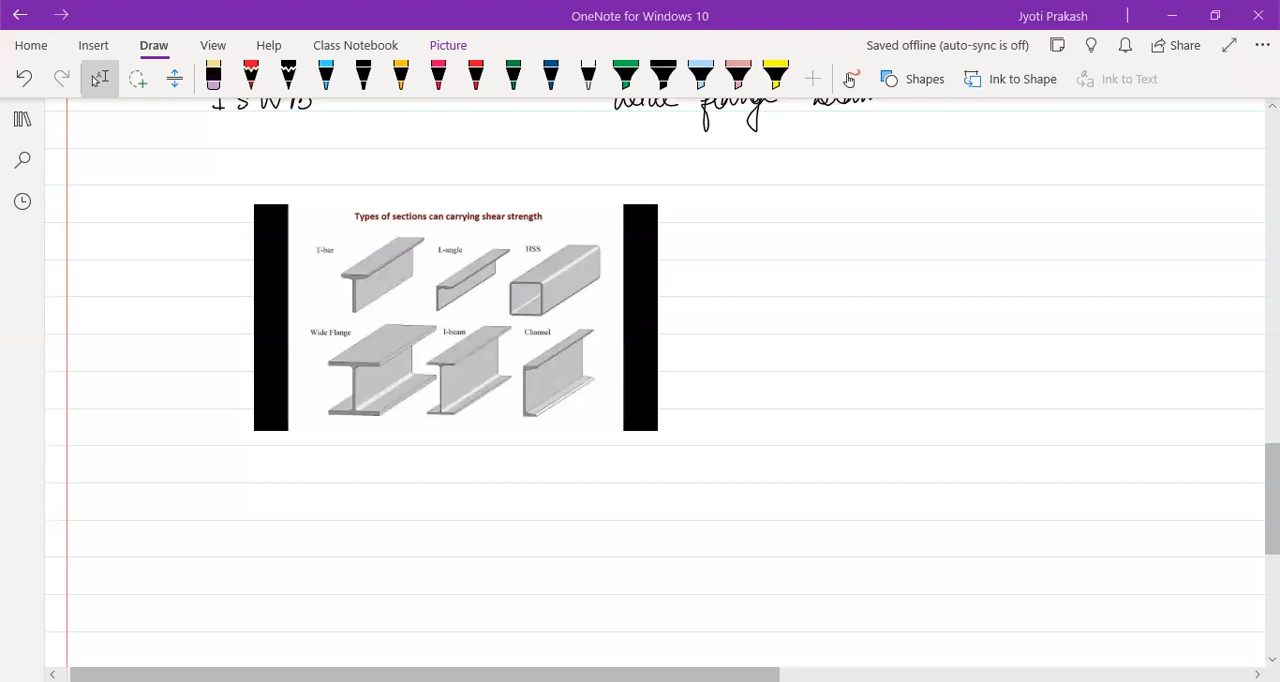 OneNote for Windows 10
Jyoti Prakash
Home Insert Draw View Help Class Notebook Picture
Saved offline (auto-sync is off) Share
Shapes Ink to Shape Ink to Text
flange
Types of sections can carrying shear strength
T-bar L-angle HSS
Wide Flange I-beam Channel